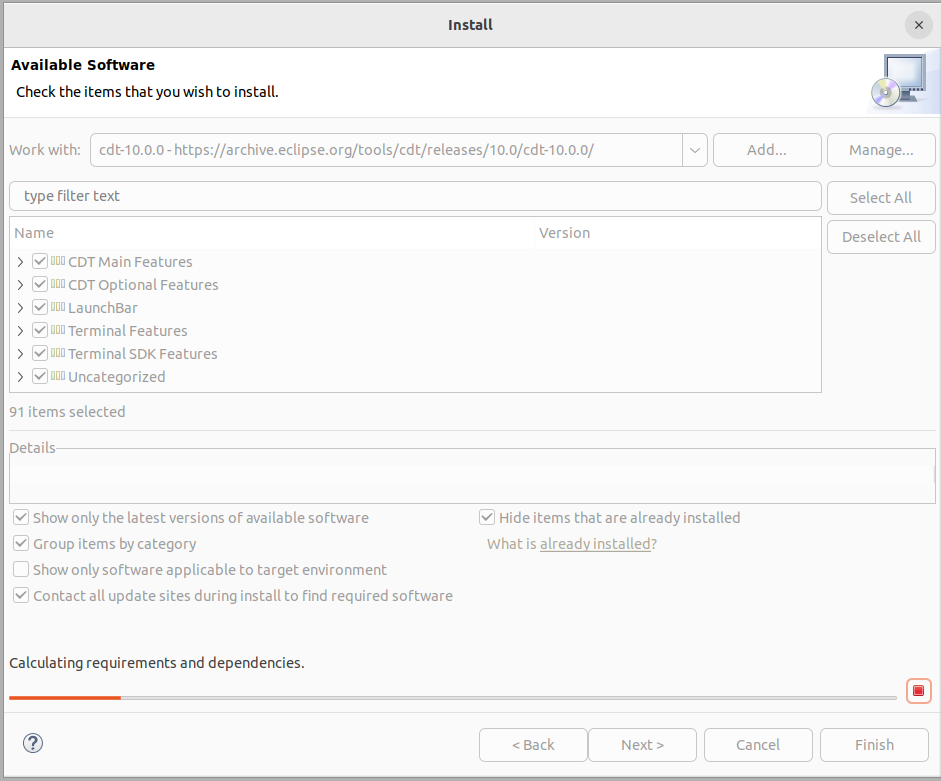 Install
Available Software
Check the items that you wish to install.
Work with: cdt-10.0.0 - https://archive.eclipse.org/tools/cdt/releases/10.0/cdt-10.0.0/ Add... Manage...
type filter text Select All
Name Version Deselect All
CDT Main Features
CDT Optional Features
LaunchBar
Terminal Features
Terminal SDK Features
Uncategorized
91 items selected
Details
Show only the latest versions of available software Hide items that are already installed
Group items by category What is already installed?
Show only software applicable to target environment
Contact all update sites during install to find required software
Calculating requirements and dependencies.
? < Back Next > Cancel Finish